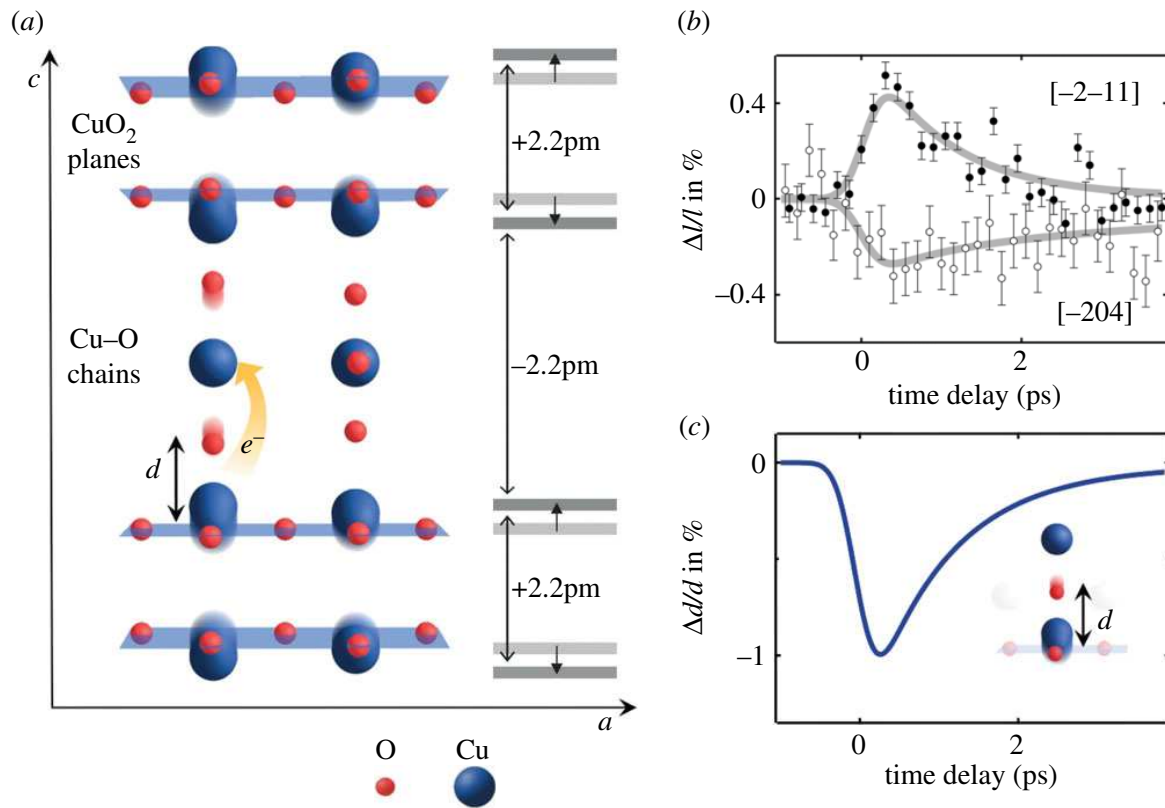 (a)
c
CuO2
planes
+2.2pm
Cu–O
chains
–2.2pm
d
e–
+2.2pm
a
O
Cu
(b)
Δl/l in %
0.4
0
–0.4
[–2–11]
[–204]
0
2
time delay (ps)
(c)
Δd/d in %
0
–1
d
0
2
time delay (ps)